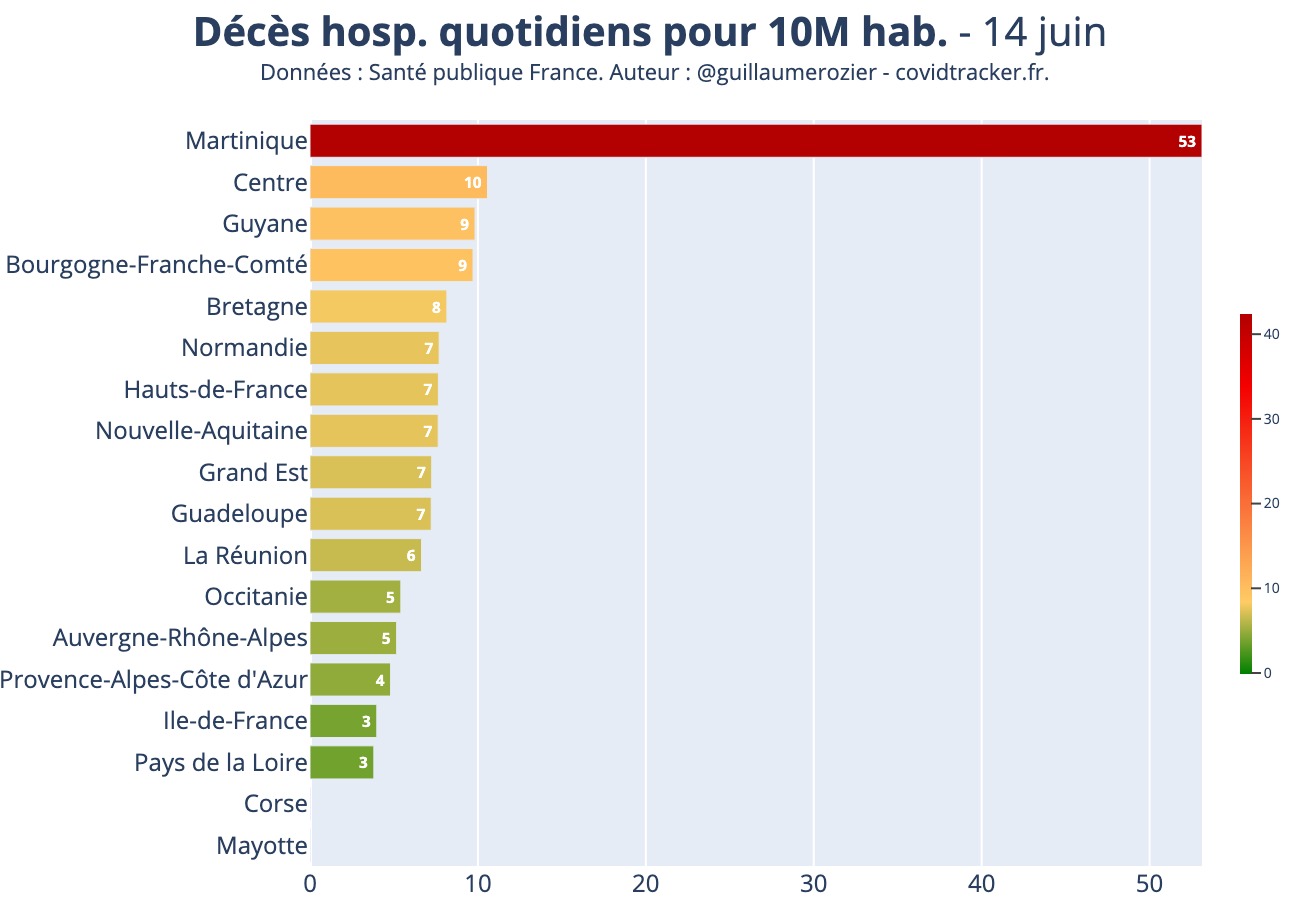 Décès hosp. quotidiens pour 10M hab. - 14 juin
Données : Santé publique France. Auteur : @guillaumerozier - covidtracker.fr.
Martinique 53
Centre 10
Guyane 9
Bourgogne-Franche-Comté 9
Bretagne 8
Normandie 7
Hauts-de-France 7
Nouvelle-Aquitaine 7
Grand Est 7
Guadeloupe 7
La Réunion 6
Occitanie 5
Auvergne-Rhône-Alpes 5
Provence-Alpes-Côte d'Azur 4
Ile-de-France 3
Pays de la Loire 3
Corse
Mayotte
0 10 20 30 40 50
40
30
20
10
0